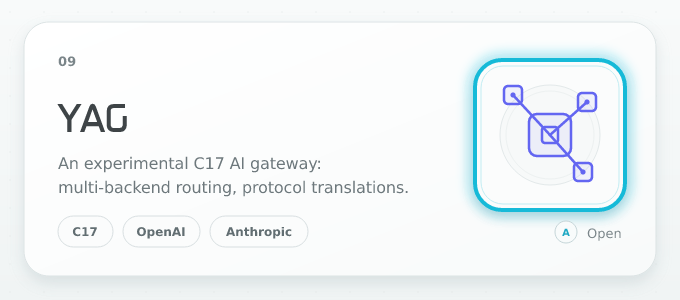 09
YAG
An experimental C17 AI gateway:
multi-backend routing, protocol translations.
C17 OpenAI Anthropic
A Open